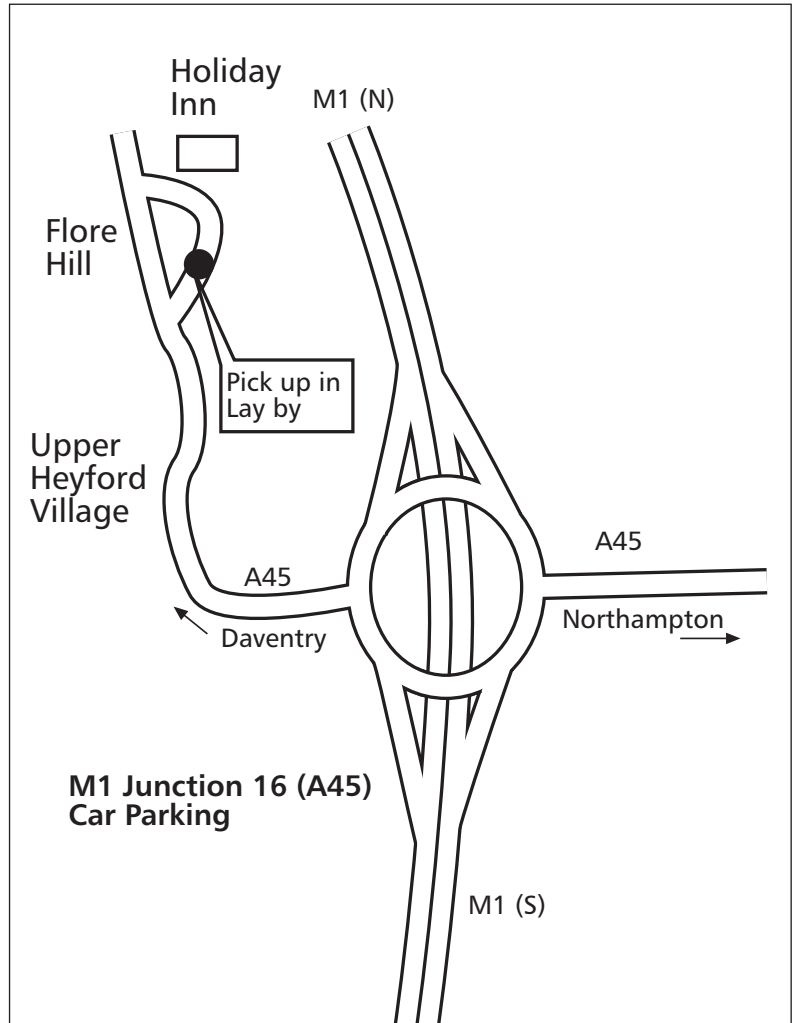 Holiday
Inn
M1 (N)
Flore
Hill
Pick up in
Lay by
Upper
Heyford
Village
A45
A45
Daventry
Northampton
M1 Junction 16 (A45)
Car Parking
M1 (S)